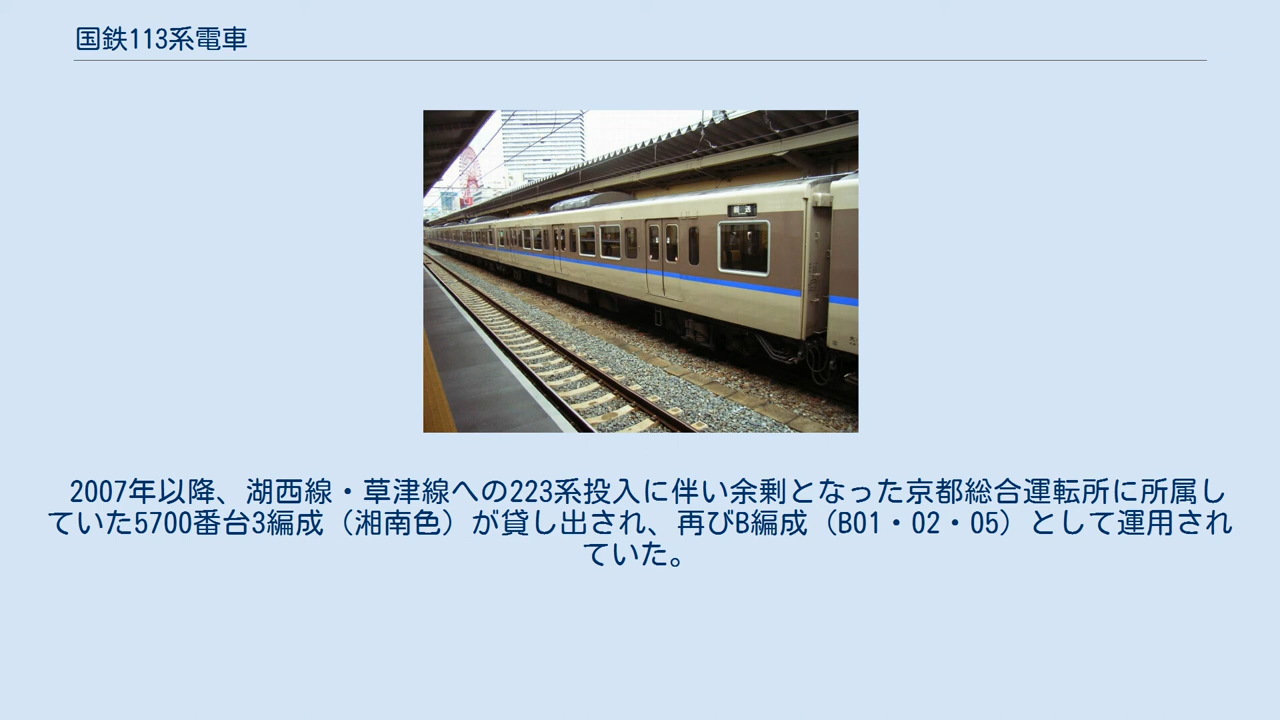 国鉄113系電車
2007年以降、湖西線・草津線への223系投入に伴い余剰となった京都総合運転所に所属し
ていた5700番台3編成（湘南色）が貸し出され、再びB編成（B01・02・05）として運用され
ていた。